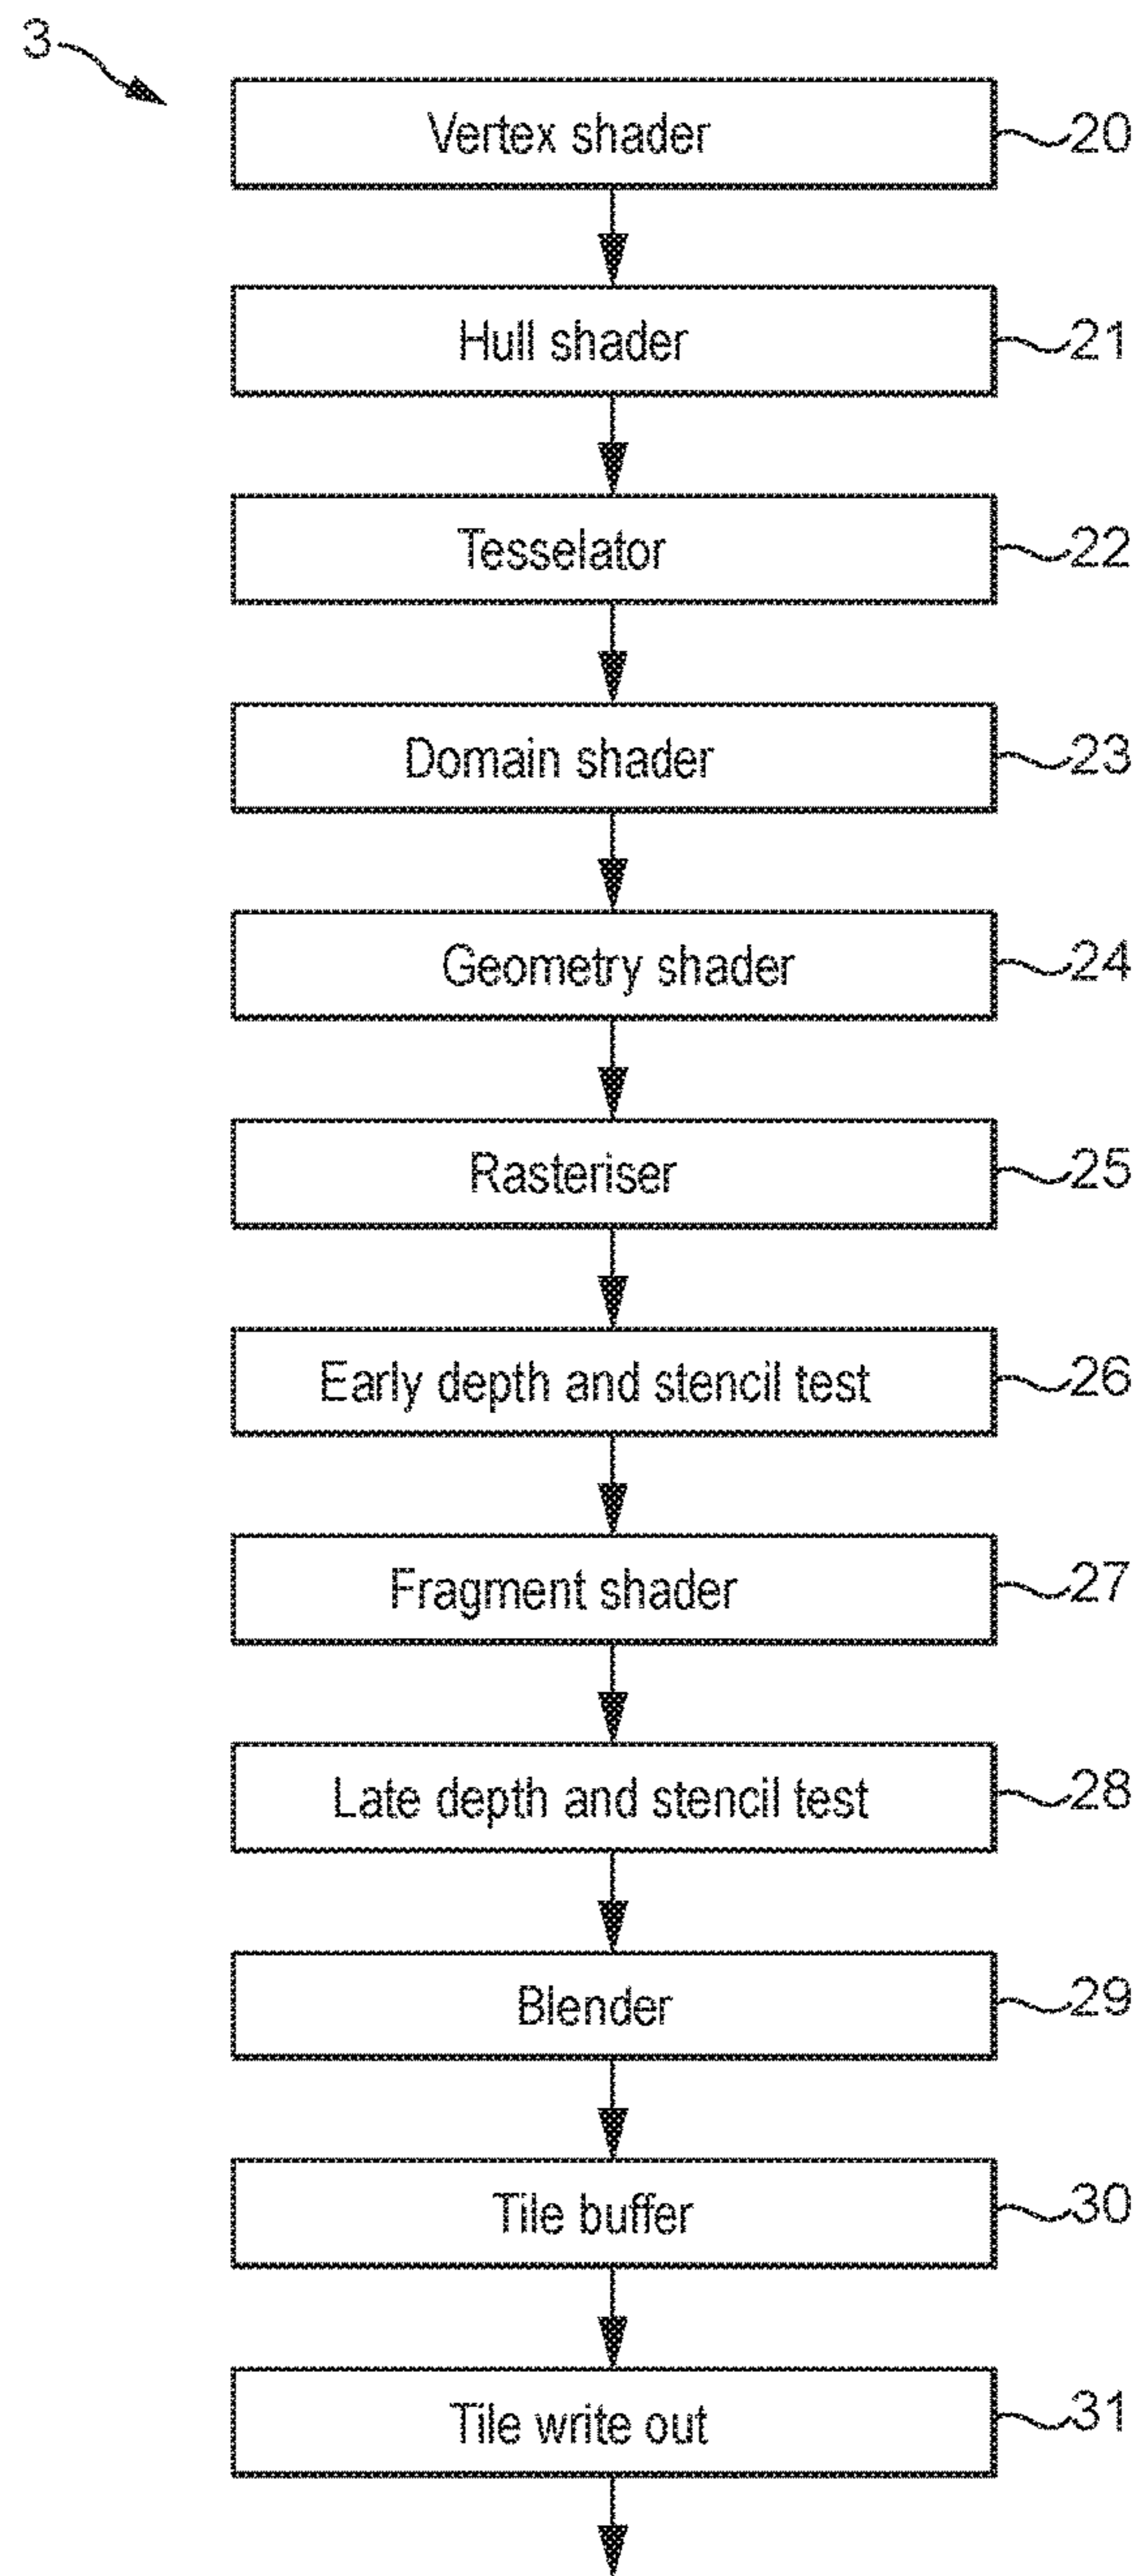 3
Vertex shader 20
Hull shader 21
Tesselator 22
Domain shader 23
Geometry shader 24
Rasteriser 25
Early depth and stencil test 26
Fragment shader 27
Late depth and stencil test 28
Blender 29
Tile buffer 30
Tile write out 31